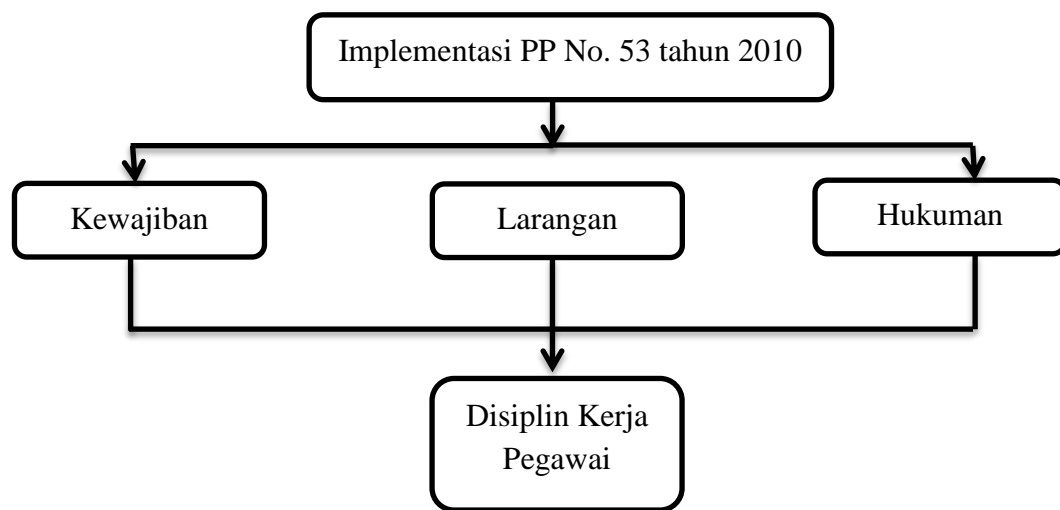 Implementasi PP No. 53 tahun 2010
Kewajiban
Larangan
Hukuman
Disiplin Kerja
Pegawai